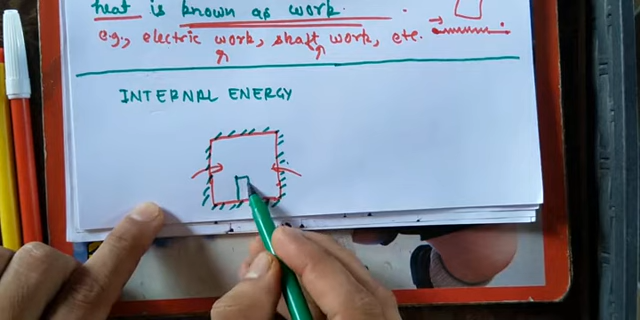 heat is known as work.
e.g., electric work, shaft work, etc.
INTERNAL ENERGY